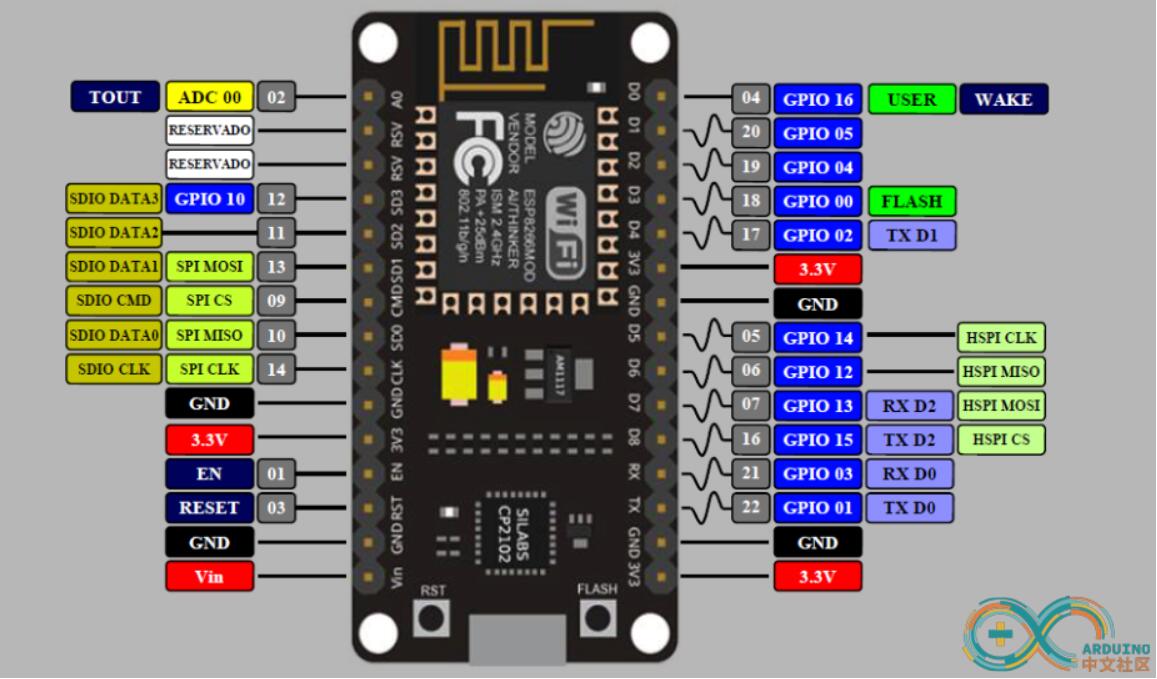 TOUT ADC 00 02
RESERVADO
RESERVADO
SDIO DATA3 GPIO 10 12
SDIO DATA2 11
SDIO DATA1 SPI MOSI 13
SDIO CMD SPI CS 09
SDIO DATA0 SPI MISO 10
SDIO CLK SPI CLK 14
GND
3.3V
EN 01
RESET 03
GND
Vin
A0
RSV
RSV
SD3
SD2
SD1
CMD
SD0
CLK
GND
3V3
EN
RST
GND
Vin
MODEL
VENDOR
FC
ESP8266MOD
AI/THINKER
ISM 2.4GHz
PA +25dBm
802.11b/g/n
WiFi
AM1117
SILABS
CP2102
RST
FLASH
D0
D1
D2
D3
D4
3V3
GND
D5
D6
D7
D8
RX
TX
GND
3V3
04 GPIO 16 USER WAKE
20 GPIO 05
19 GPIO 04
18 GPIO 00 FLASH
17 GPIO 02 TX D1
3.3V
GND
05 GPIO 14 HSPI CLK
06 GPIO 12 HSPI MISO
07 GPIO 13 RX D2 HSPI MOSI
16 GPIO 15 TX D2 HSPI CS
21 GPIO 03 RX D0
22 GPIO 01 TX D0
GND
3.3V
ARDUINO
中文社区